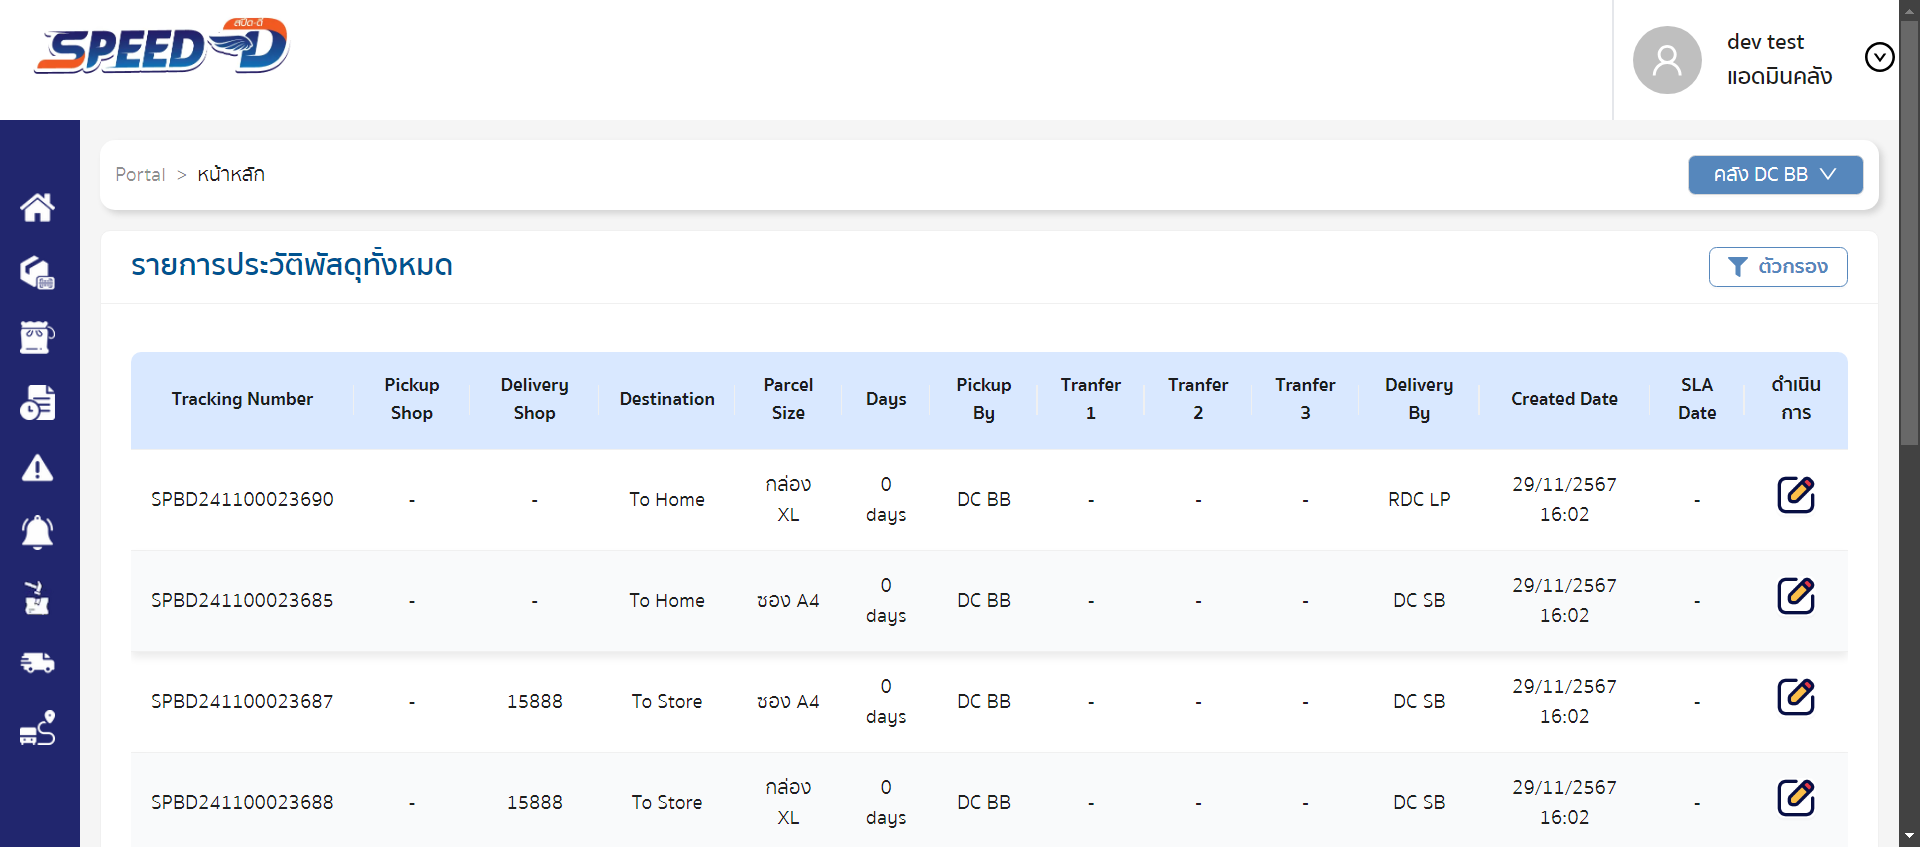 สปีด-ดี
SPEED-D
dev test
แอดมินคลัง
Portal > หน้าหลัก
คลัง DC BB
รายการประวัติพัสดุทั้งหมด
ตัวกรอง
Tracking Number Pickup Shop Delivery Shop Destination Parcel Size Days Pickup By Tranfer 1 Tranfer 2 Tranfer 3 Delivery By Created Date SLA Date ดำเนินการ
SPBD241100023690 - - To Home กล่อง XL 0 days DC BB - - - RDC LP 29/11/2567 16:02 -
SPBD241100023685 - - To Home ซอง A4 0 days DC BB - - - DC SB 29/11/2567 16:02 -
SPBD241100023687 - 15888 To Store ซอง A4 0 days DC BB - - - DC SB 29/11/2567 16:02 -
SPBD241100023688 - 15888 To Store กล่อง XL 0 days DC BB - - - DC SB 29/11/2567 16:02 -